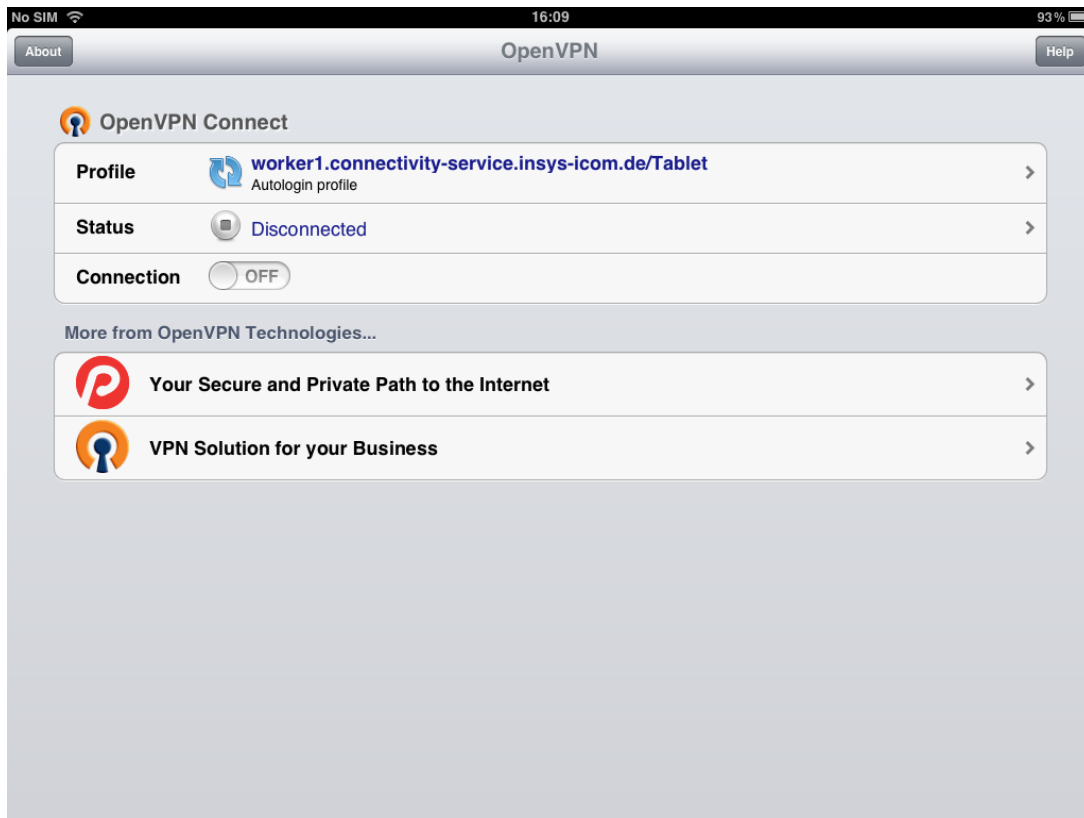 No SIM 16:09 93%
About OpenVPN Help
OpenVPN Connect
Profile worker1.connectivity-service.insys-icom.de/Tablet
Autologin profile
Status Disconnected
Connection OFF
More from OpenVPN Technologies...
Your Secure and Private Path to the Internet
VPN Solution for your Business